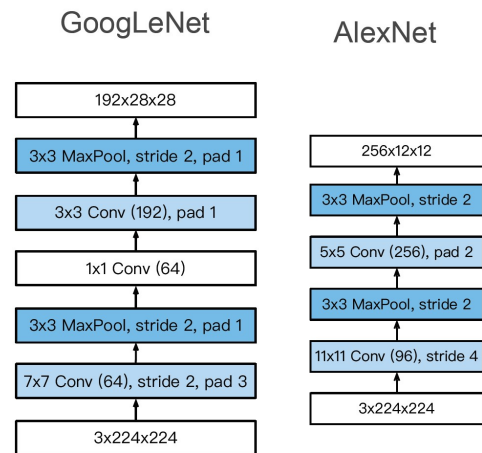 GoogLeNet
192x28x28
3x3 MaxPool, stride 2, pad 1
3x3 Conv (192), pad 1
1x1 Conv (64)
3x3 MaxPool, stride 2, pad 1
7x7 Conv (64), stride 2, pad 3
3x224x224
AlexNet
256x12x12
3x3 MaxPool, stride 2
5x5 Conv (256), pad 2
3x3 MaxPool, stride 2
11x11 Conv (96), stride 4
3x224x224